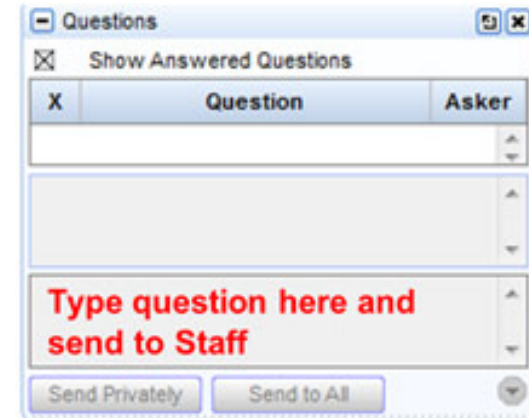 Questions
Show Answered Questions
X Question Asker
Type question here and
send to Staff
Send Privately Send to All